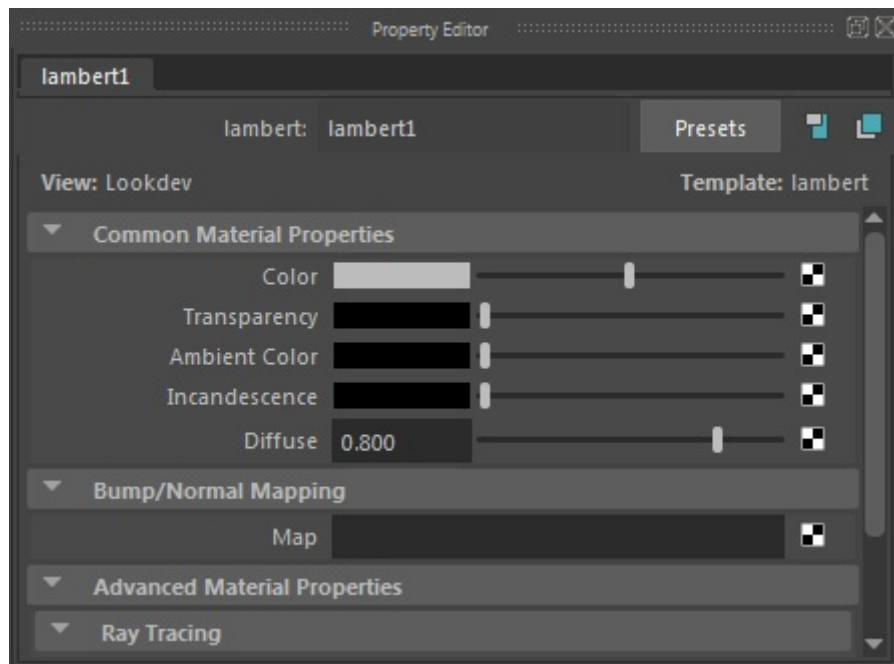 Property Editor
lambert1
lambert: lambert1 Presets
View: Lookdev Template: lambert
Common Material Properties
Color
Transparency
Ambient Color
Incandescence
Diffuse 0.800
Bump/Normal Mapping
Map
Advanced Material Properties
Ray Tracing